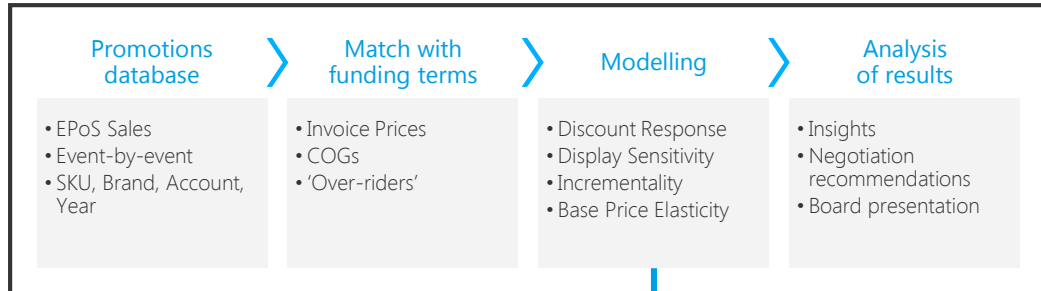 Promotions
database
Match with
funding terms
Modelling
Analysis
of results
• EPoS Sales
• Event-by-event
• SKU, Brand, Account,
Year
• Invoice Prices
• COGs
• ‘Over-riders’
• Discount Response
• Display Sensitivity
• Incrementality
• Base Price Elasticity
• Insights
• Negotiation
recommendations
• Board presentation